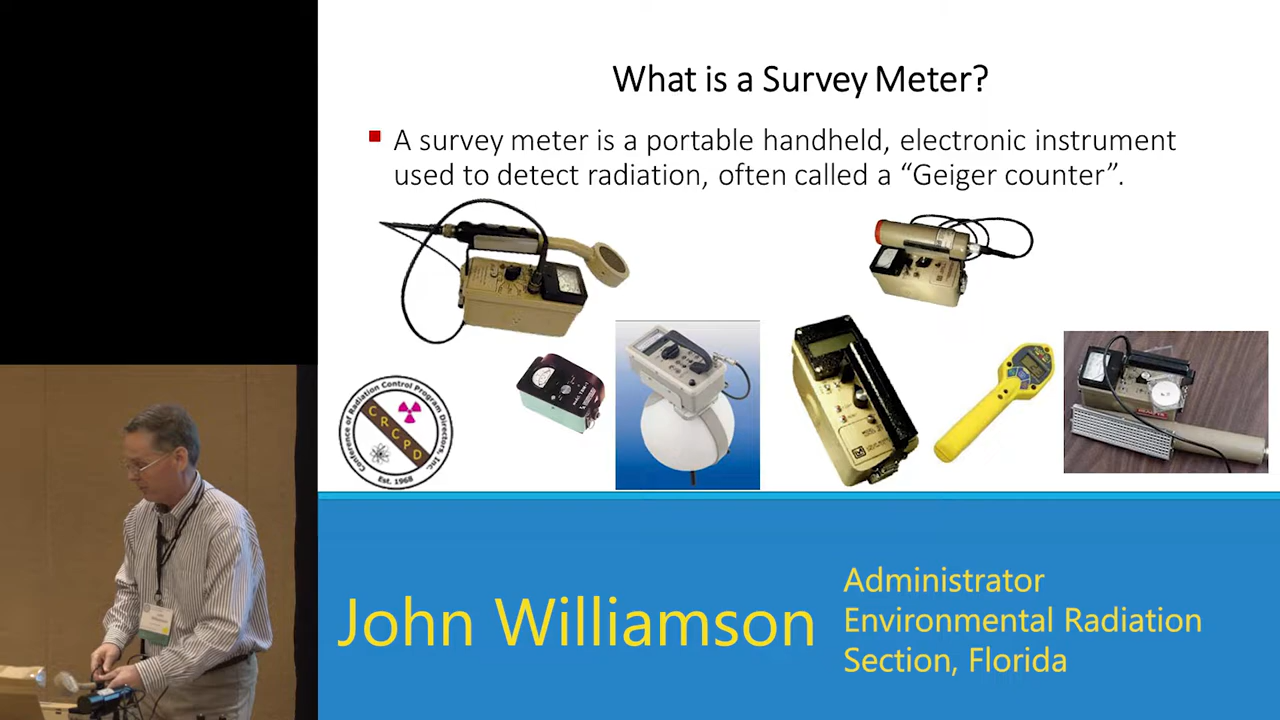 What is a Survey Meter?
A survey meter is a portable handheld, electronic instrument
used to detect radiation, often called a “Geiger counter”.
Conference of Radiation Control Program Directors, Inc.
CRCPD
Est. 1968
John Williamson
Administrator
Environmental Radiation
Section, Florida